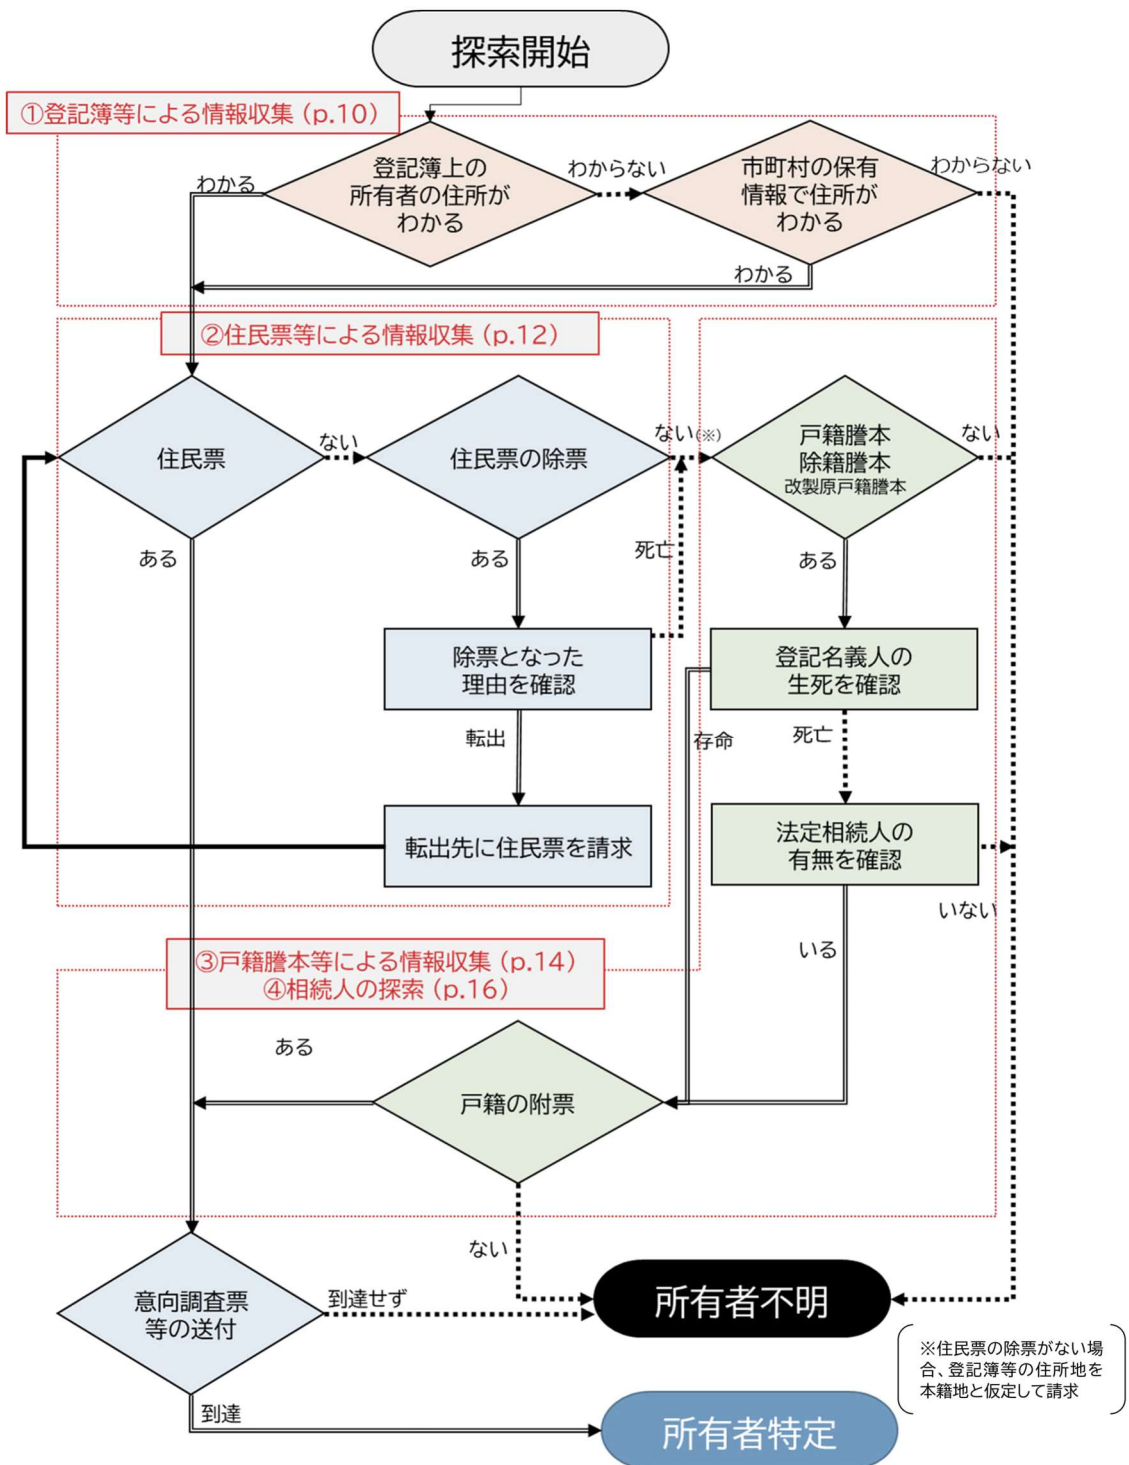 探索開始
①登記簿等による情報収集（p.10）
登記簿上の
所有者の住所が
わかる
わからない
市町村の保有
情報で住所が
わかる
わからない
わかる
わかる
②住民票等による情報収集（p.12）
住民票
ない
住民票の除票
ない(※)
戸籍謄本
除籍謄本
改製原戸籍謄本
ない
ある
ある
死亡
ある
除票となった
理由を確認
登記名義人の
生死を確認
転出
存命
死亡
転出先に住民票を請求
法定相続人の
有無を確認
いない
いる
③戸籍謄本等による情報収集（p.14）
④相続人の探索（p.16）
ある
戸籍の附票
ない
意向調査票
等の送付
到達せず
所有者不明
※住民票の除票がない場
合、登記簿等の住所地を
本籍地と仮定して請求
到達
所有者特定